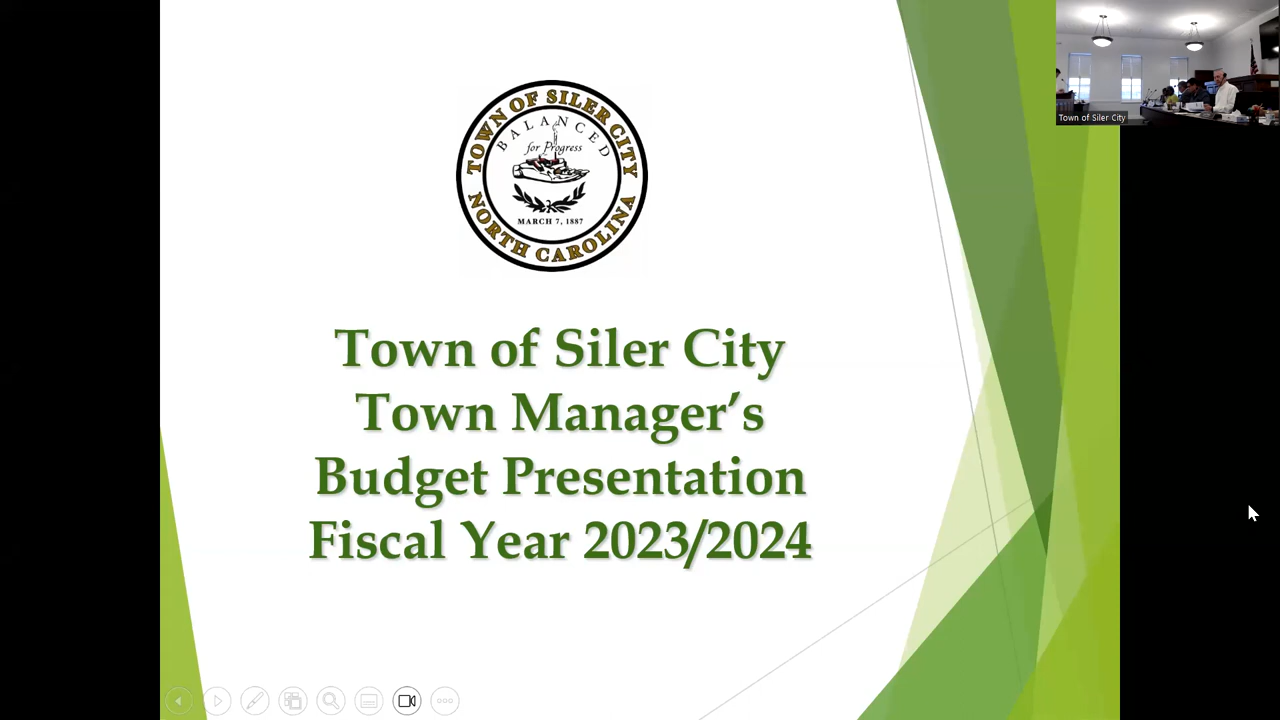 TOWN OF SILER CITY
BALANCED
for Progress
MARCH 7, 1887
NORTH CAROLINA
Town of Siler City
Town Manager’s
Budget Presentation
Fiscal Year 2023/2024
Town of Siler City